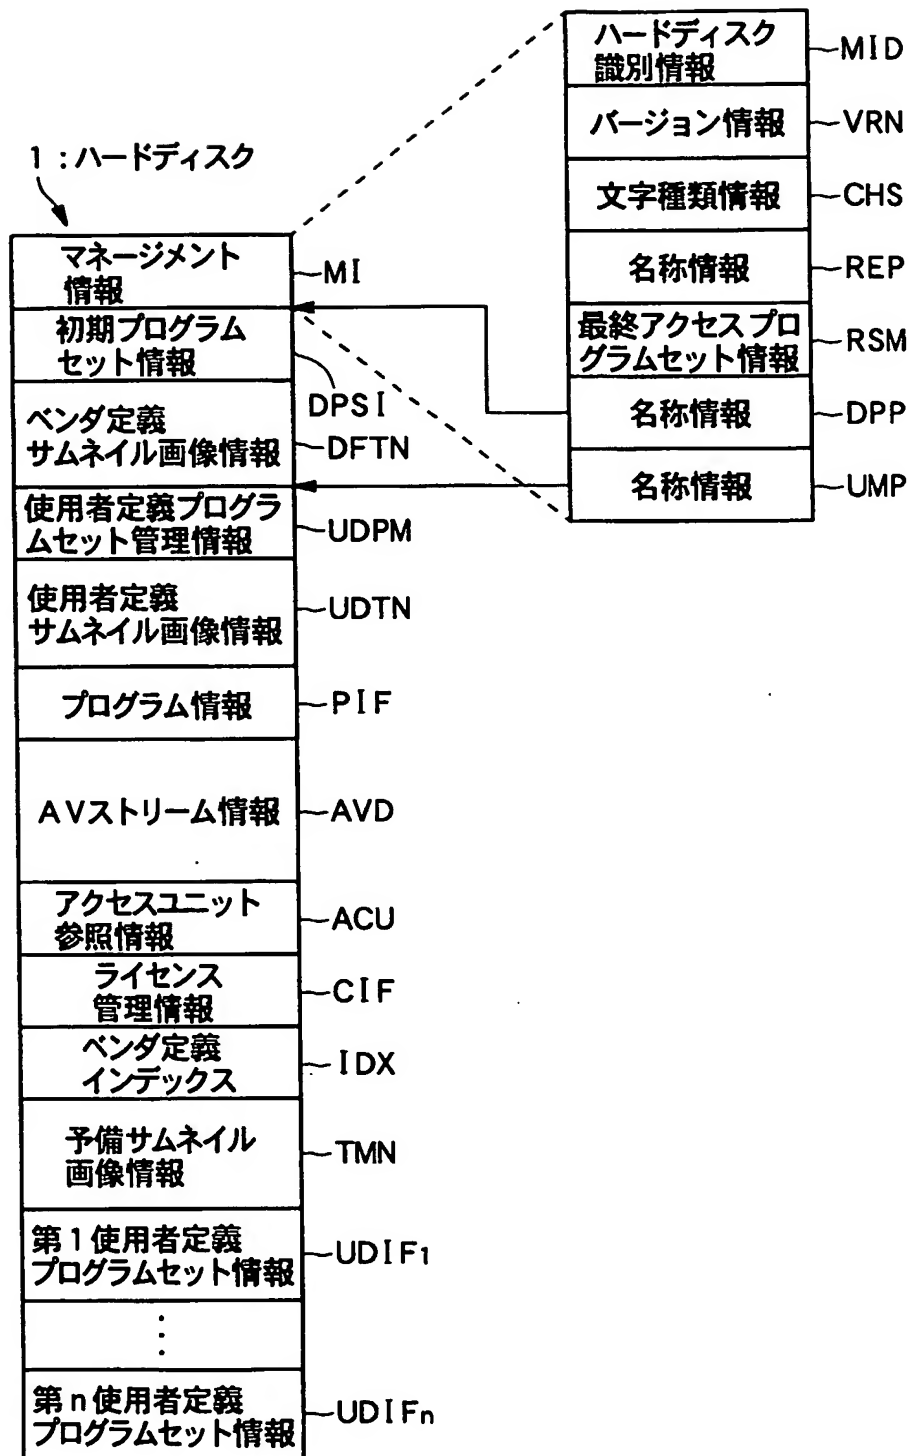 ハードディスク
識別情報
MID
バージョン情報
VRN
文字種類情報
CHS
名称情報
REP
最終アクセスプロ
グラムセット情報
RSM
名称情報
DPP
名称情報
UMP
1:ハードディスク
マネージメント
情報
MI
初期プログラム
セット情報
DPSI
ベンダ定義
サムネイル画像情報
DFTN
使用者定義プログラ
ムセット管理情報
UDPM
使用者定義
サムネイル画像情報
UDTN
プログラム情報
PIF
AVストリーム情報
AVD
アクセスユニット
参照情報
ACU
ライセンス
管理情報
CIF
ベンダ定義
インデックス
IDX
予備サムネイル
画像情報
TMN
第1使用者定義
プログラムセット情報
UDIF1
⋮
第n使用者定義
プログラムセット情報
UDIFn